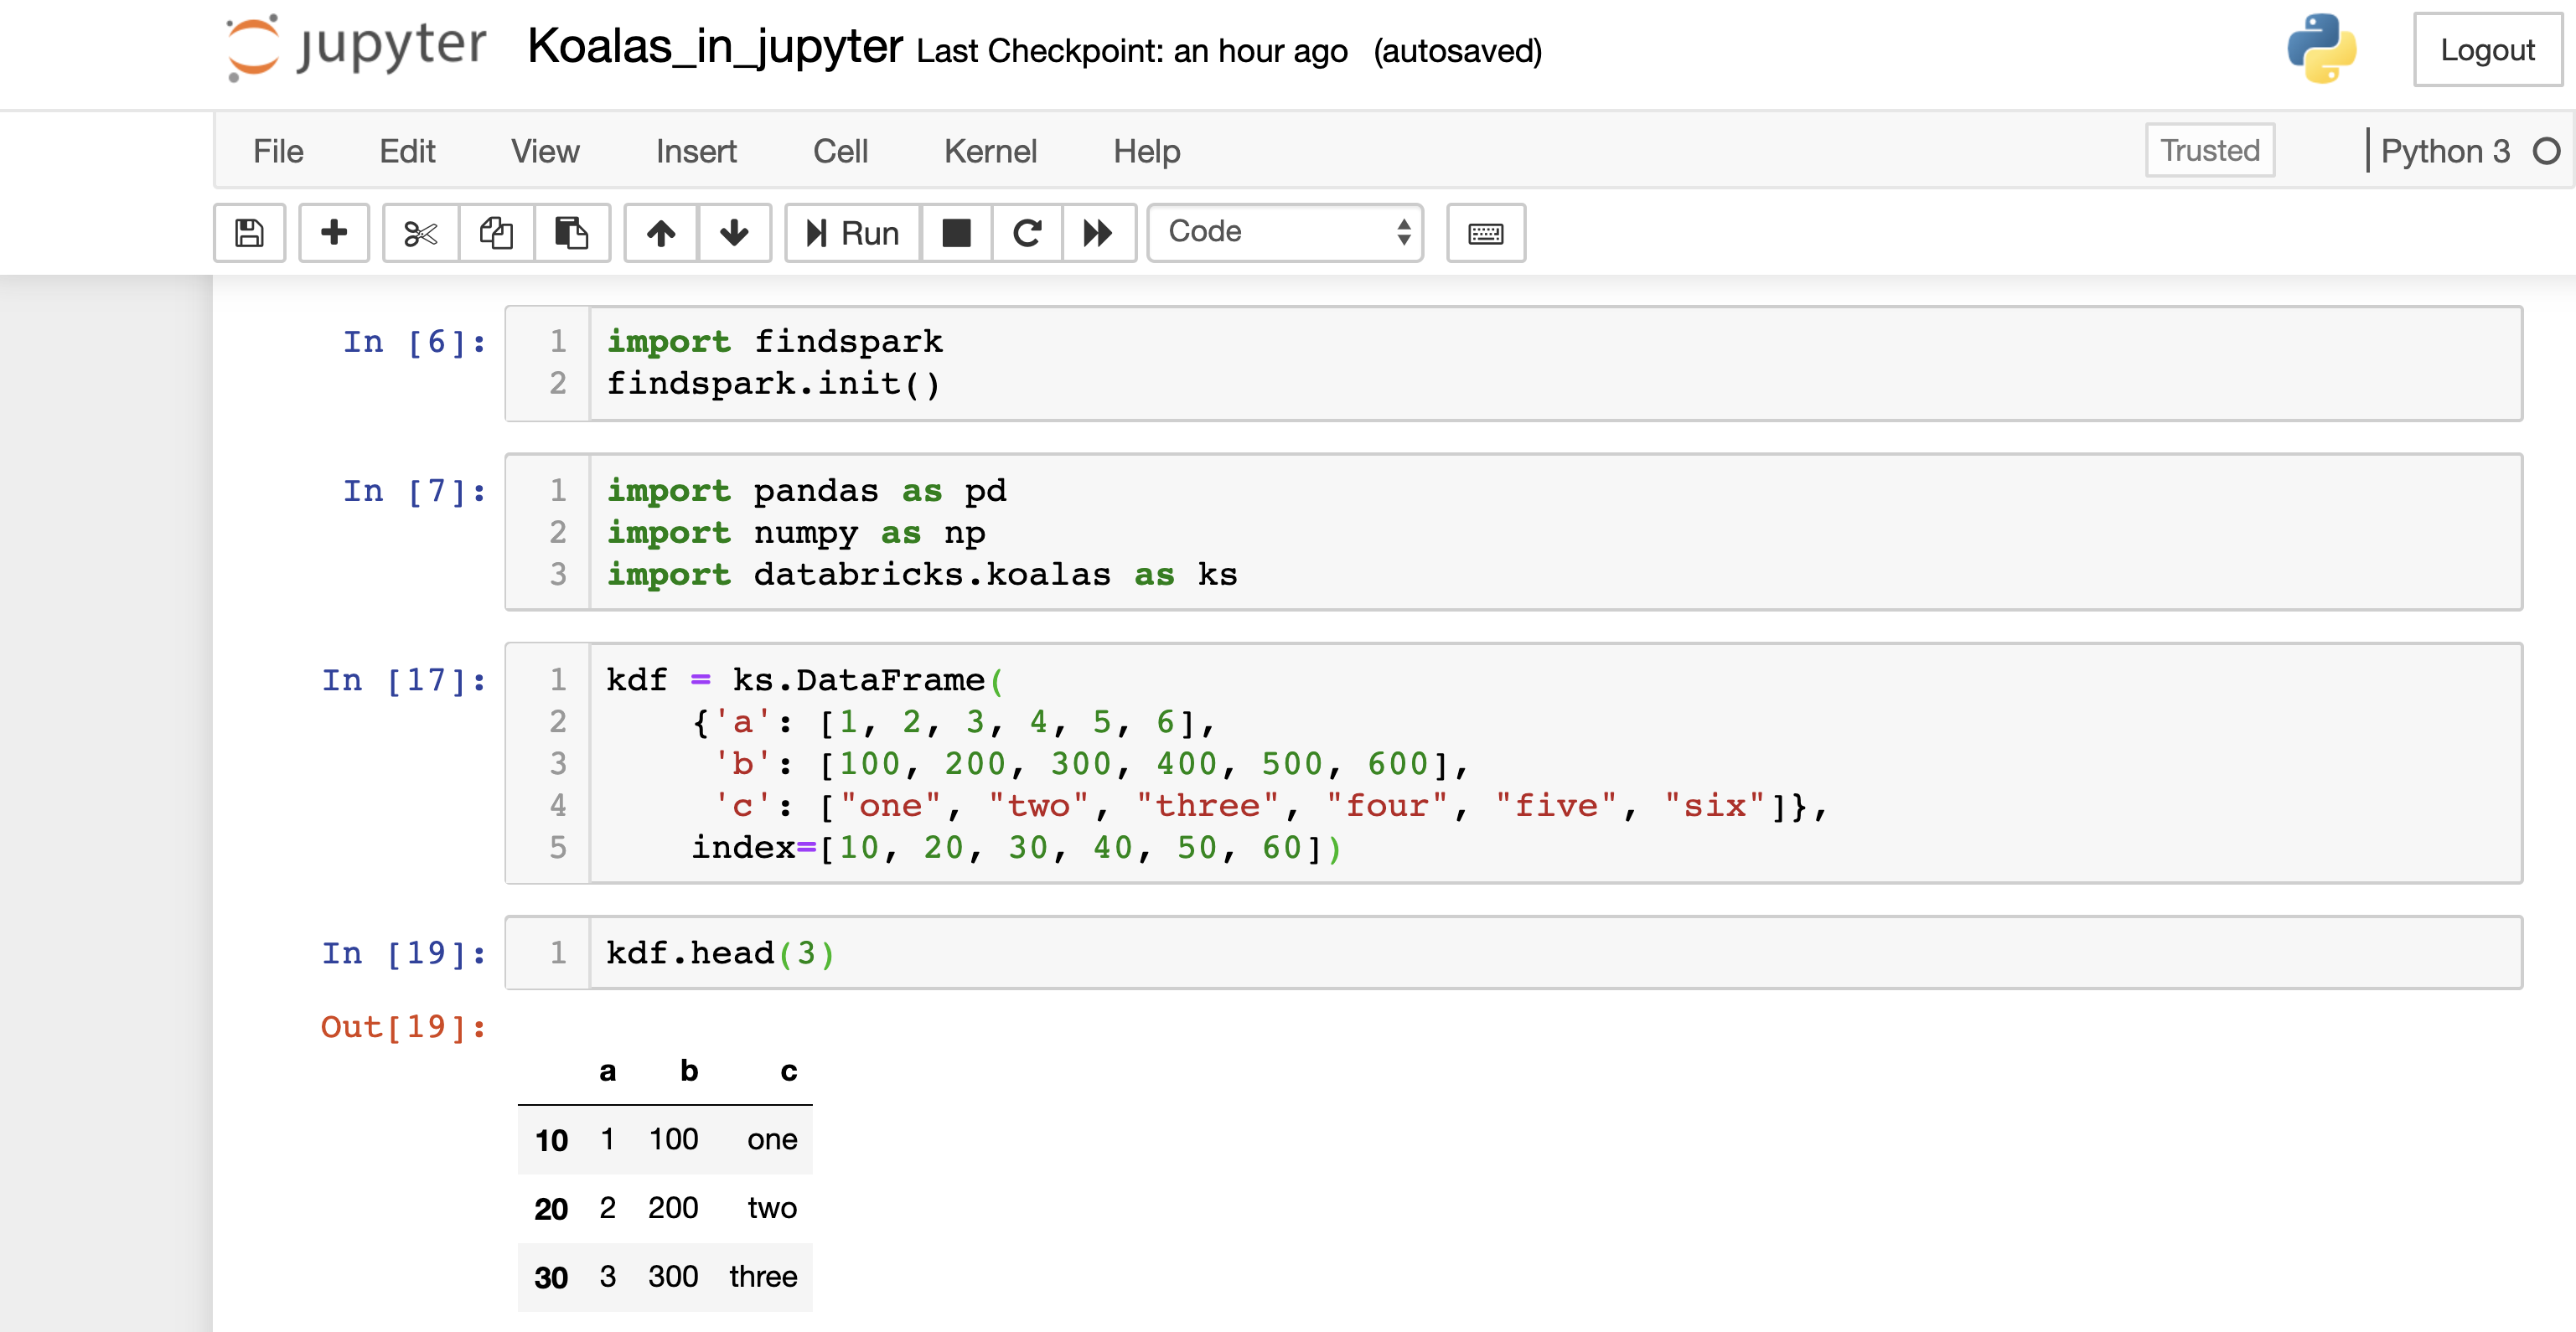 jupyter Koalas_in_jupyter Last Checkpoint: an hour ago (autosaved) Logout
File Edit View Insert Cell Kernel Help Trusted Python 3
Run Code
In [6]:
1 import findspark
2 findspark.init()
In [7]:
1 import pandas as pd
2 import numpy as np
3 import databricks.koalas as ks
In [17]:
1 kdf = ks.DataFrame(
2     {'a': [1, 2, 3, 4, 5, 6],
3      'b': [100, 200, 300, 400, 500, 600],
4      'c': ["one", "two", "three", "four", "five", "six"]},
5     index=[10, 20, 30, 40, 50, 60])
In [19]:
1 kdf.head(3)
Out[19]:
a b c
10 1 100 one
20 2 200 two
30 3 300 three